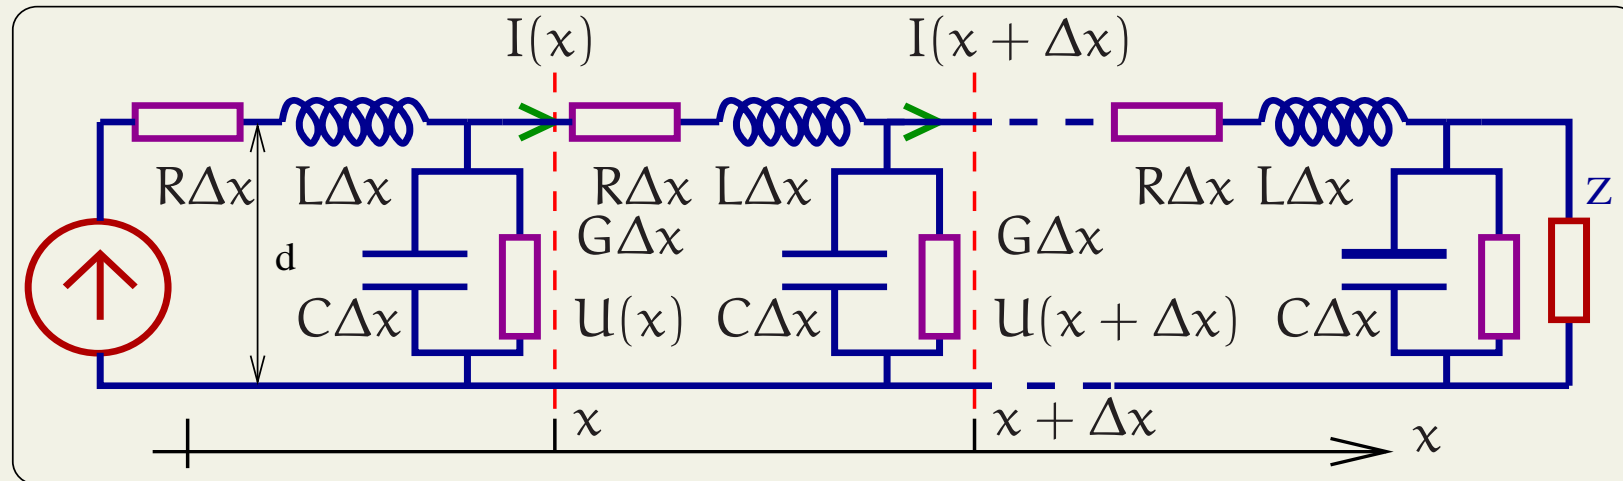 I(x) I(x + Δx)
RΔx LΔx RΔx LΔx RΔx LΔx Z
d GΔx GΔx
CΔx U(x) CΔx U(x + Δx) CΔx
x x + Δx x